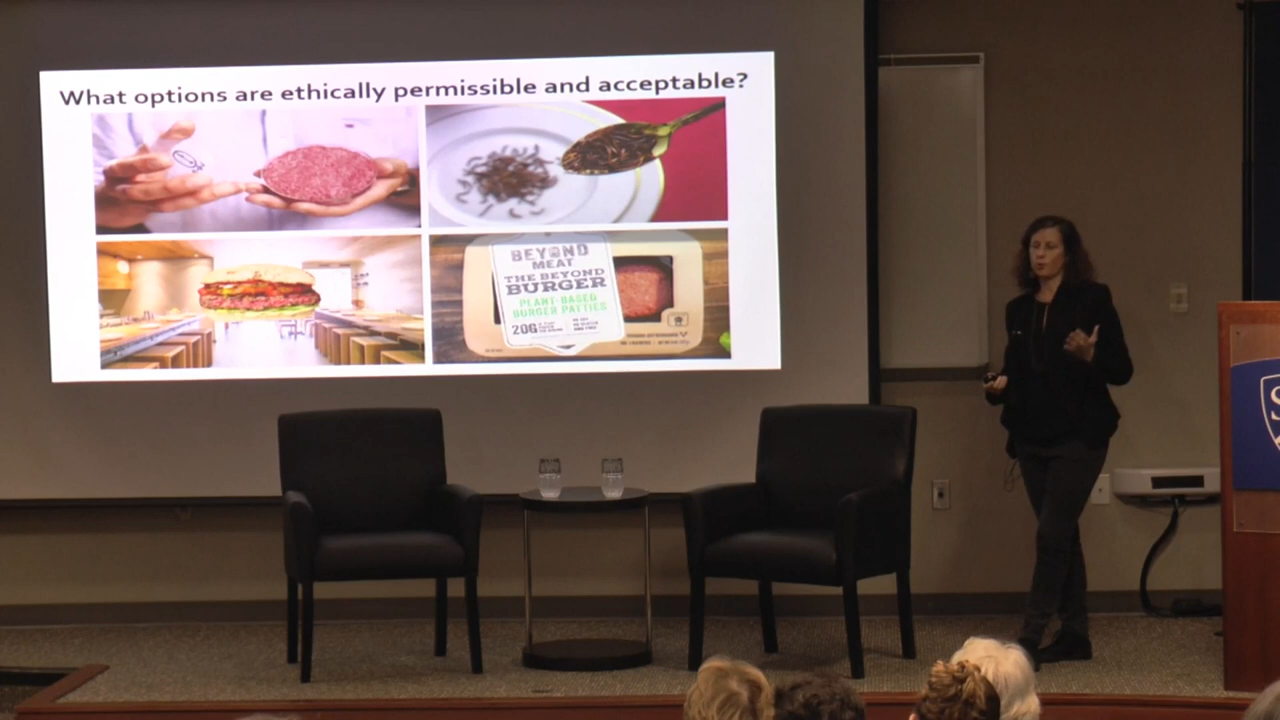 What options are ethically permissible and acceptable?
BEYOND
MEAT
THE BEYOND
BURGER
PLANT-BASED
BURGER PATTIES
20G
S